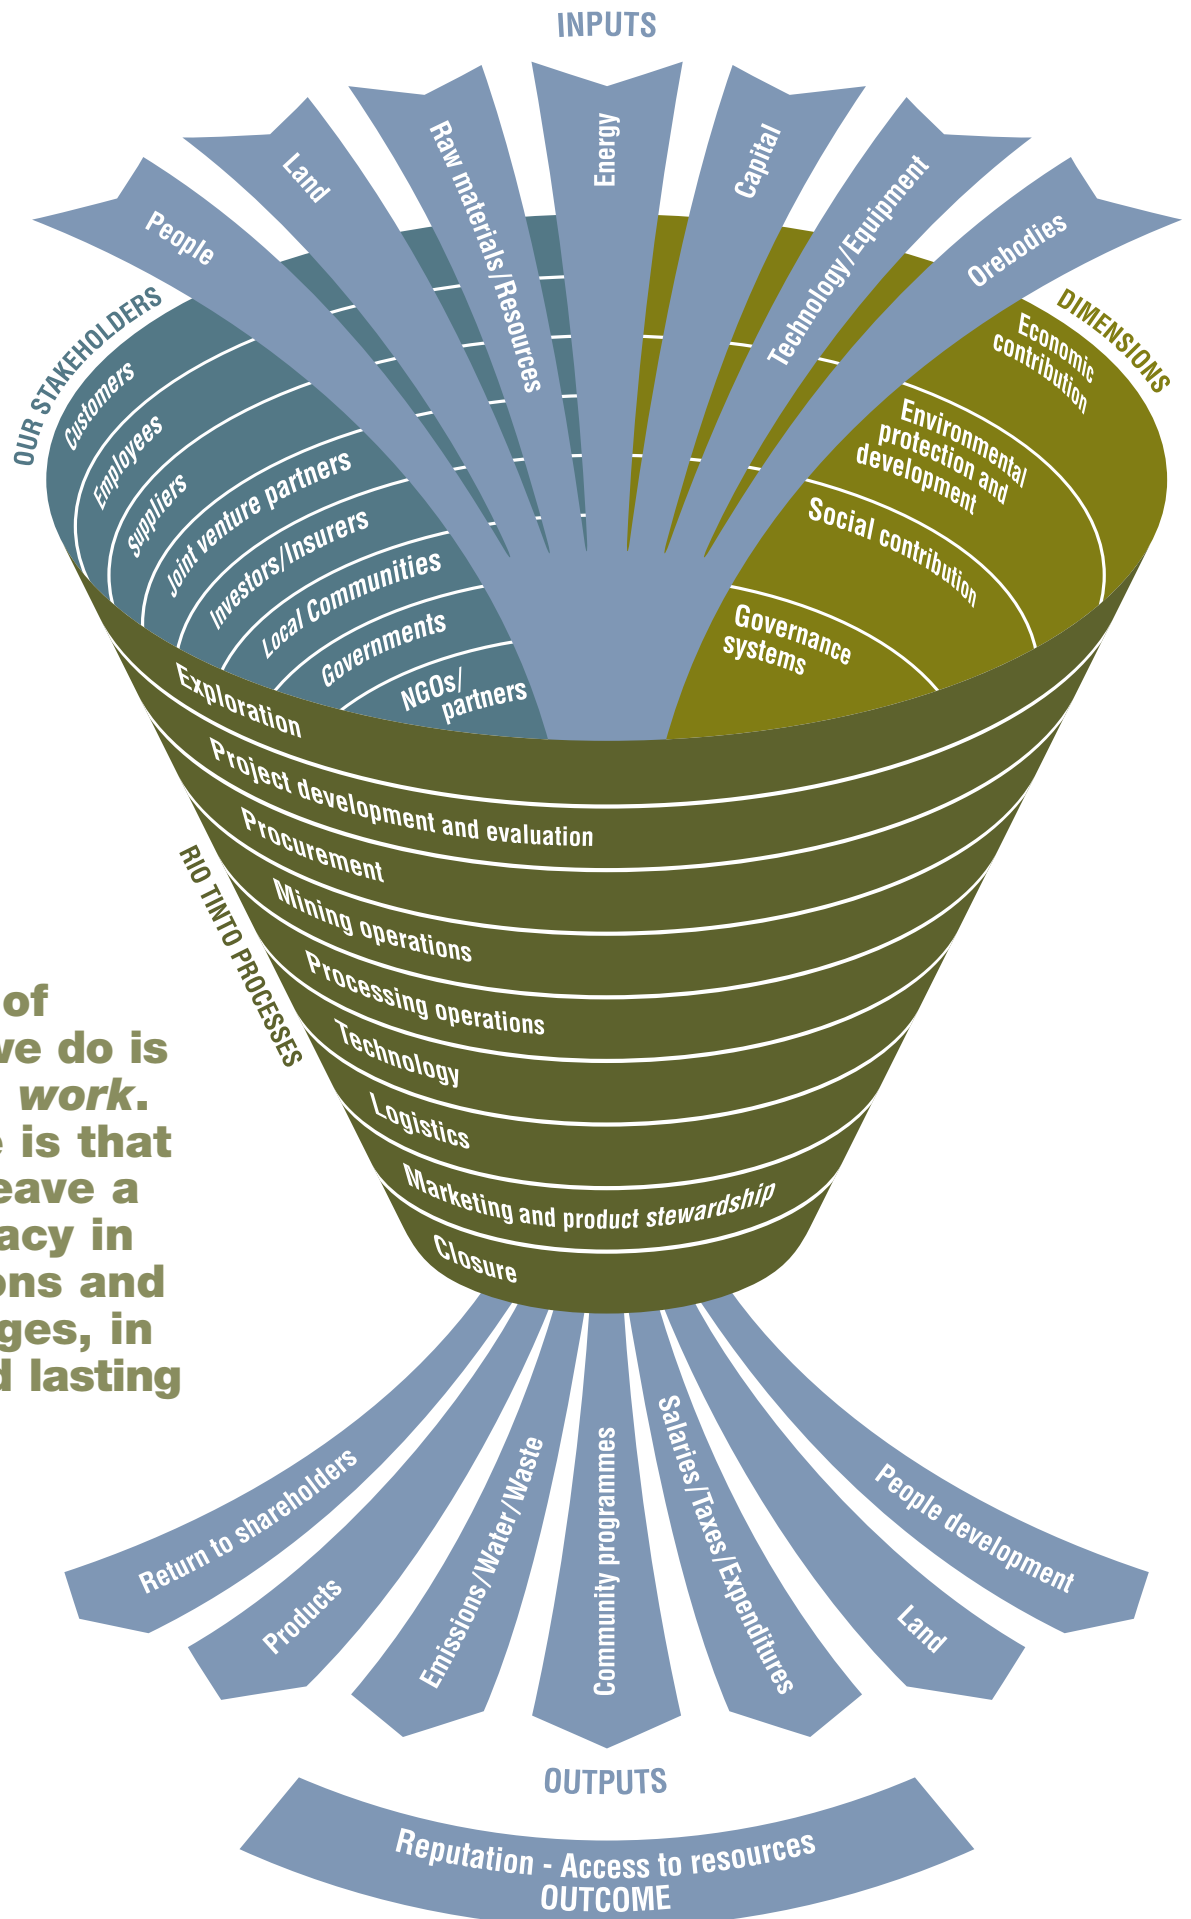 INPUTS
People
Land
Raw materials/Resources
Energy
Capital
Technology/Equipment
Orebodies
OUR STAKEHOLDERS
Customers
Employees
Suppliers
Joint venture partners
Investors/Insurers
Local Communities
Governments
NGOs/
partners
DIMENSIONS
Economic
contribution
Environmental
protection and
development
Social contribution
Governance
systems
RIO TINTO PROCESSES
Exploration
Project development and evaluation
Procurement
Mining operations
Processing operations
Technology
Logistics
Marketing and product stewardship
Closure
of
we do is
work.
is that
eave a
acy in
ons and
ges, in
d lasting
Return to shareholders
Products
Emissions/Water/Waste
Community programmes
Salaries/Taxes/Expenditures
Land
People development
OUTPUTS
Reputation - Access to resources
OUTCOME